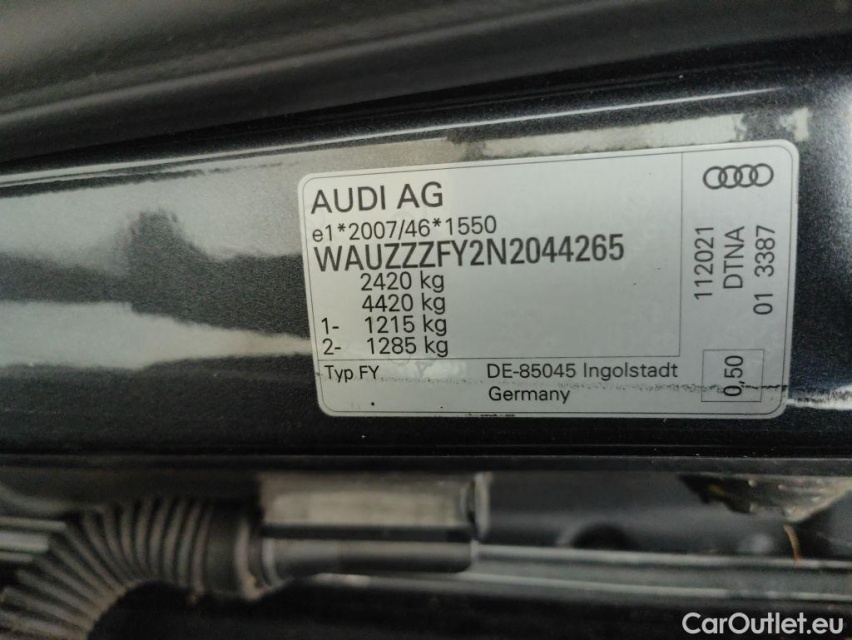 AUDI AG
e1*2007/46*1550
WAUZZZFY2N2044265
2420 kg
4420 kg
1- 1215 kg
2- 1285 kg
Typ FY
DE-85045 Ingolstadt
Germany
112021
DTNA
01 3387
0,50
CarOutlet.eu